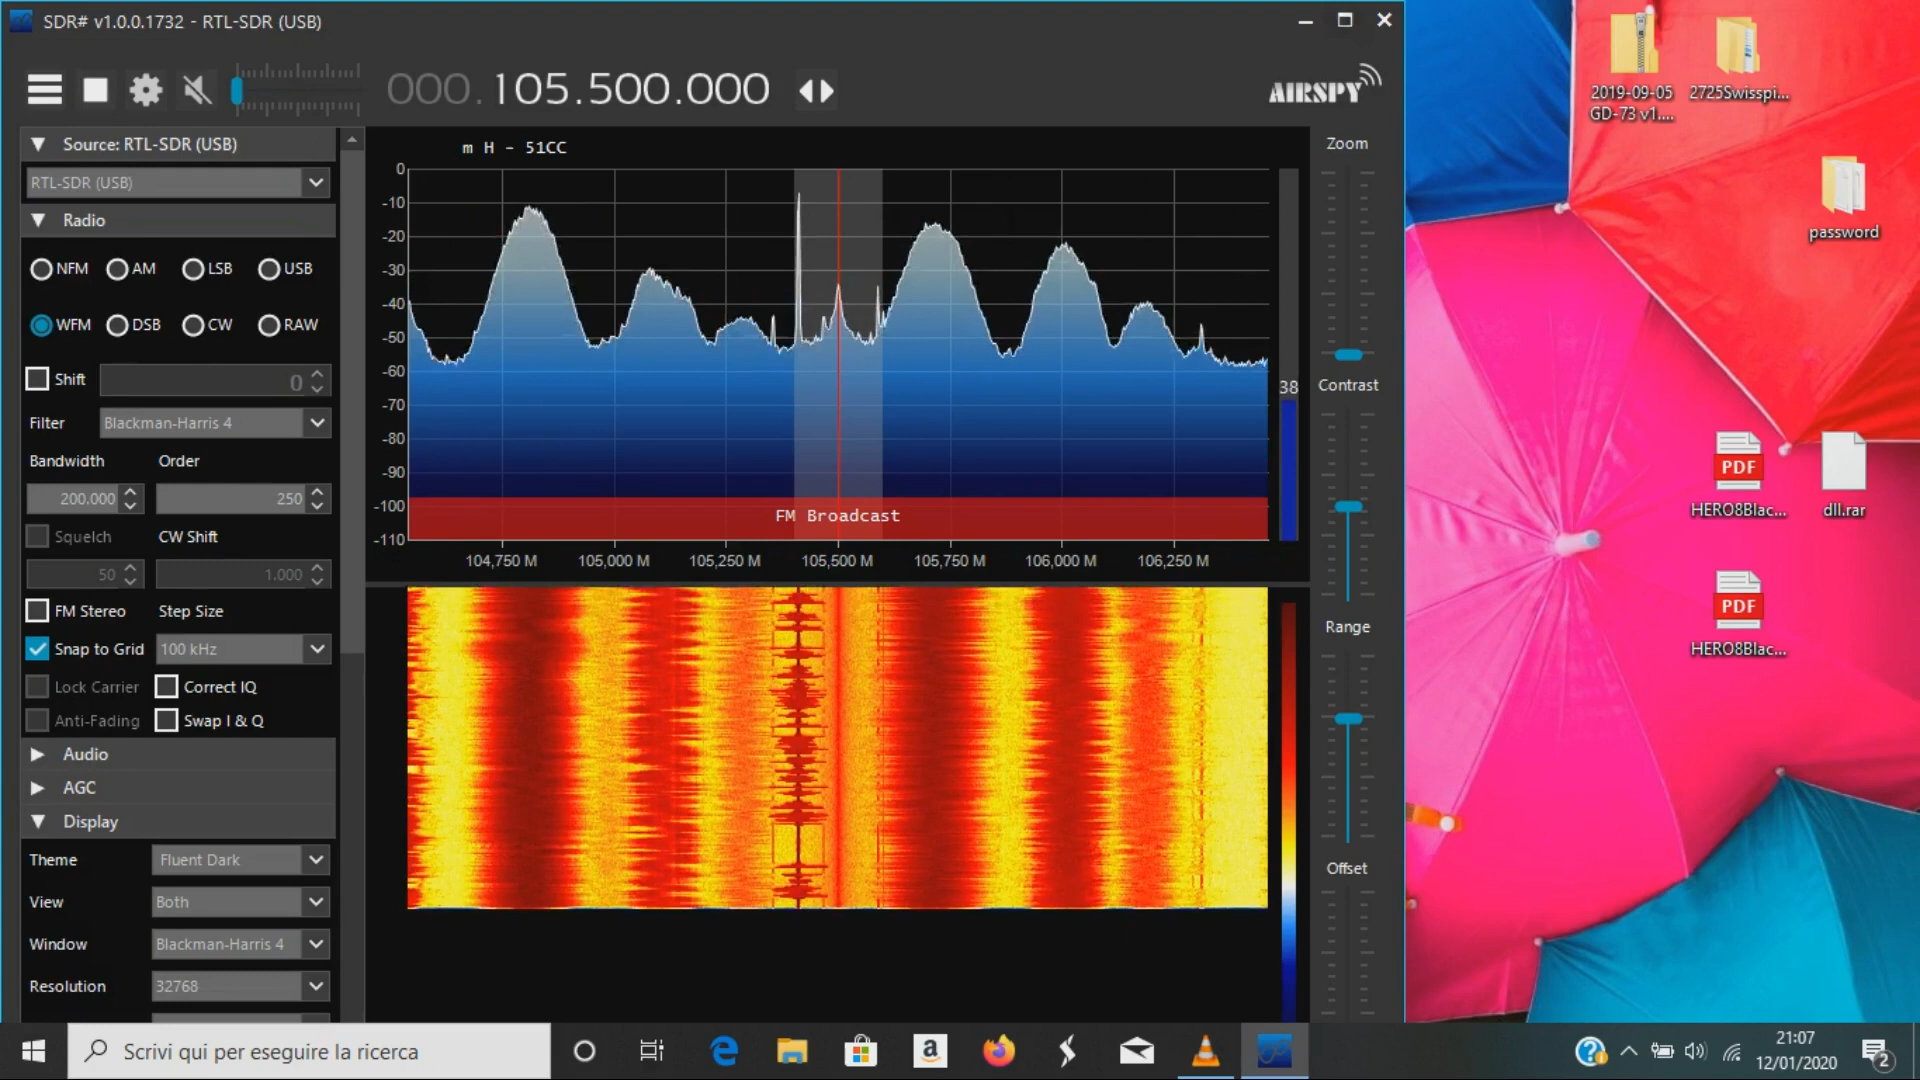 SDR# v1.0.0.1732 - RTL-SDR (USB)
000.105.500.000
AIRSPY
Source: RTL-SDR (USB)
RTL-SDR (USB)
Radio
NFM AM LSB USB
WFM DSB CW RAW
Shift 0
Filter Blackman-Harris 4
Bandwidth Order
200.000 250
Squelch CW Shift
50 1.000
FM Stereo Step Size
Snap to Grid 100 kHz
Lock Carrier Correct IQ
Anti-Fading Swap I & Q
Audio
AGC
Display
Theme Fluent Dark
View Both
Window Blackman-Harris 4
Resolution 32768
m H - 51CC
0
-10
-20
-30
-40
-50
-60
-70
-80
-90
-100
-110
FM Broadcast
104,750 M 105,000 M 105,250 M 105,500 M 105,750 M 106,000 M 106,250 M
38
Zoom
Contrast
Range
Offset
2019-09-05
GD-73 v1....
2725Swisspi...
password
PDF
HERO8Blac...
dll.rar
PDF
HERO8Blac...
Scrivi qui per eseguire la ricerca
21:07
12/01/2020
2